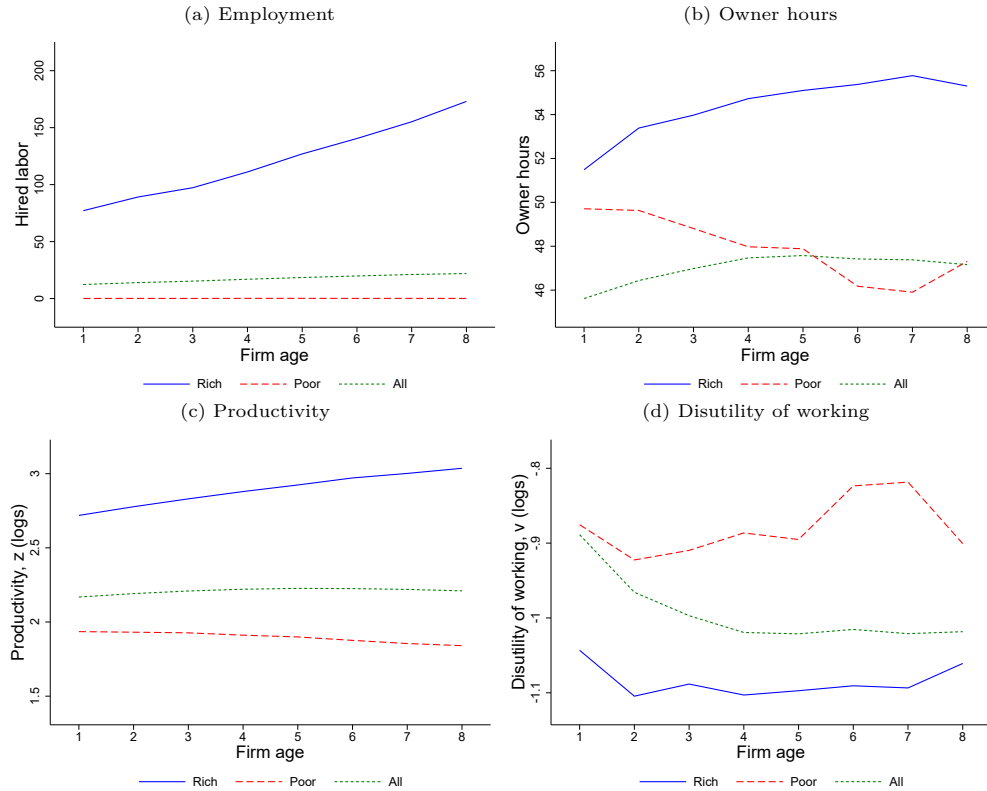 (a) Employment
Hired labor
200
150
100
50
0
1 2 3 4 5 6 7 8
Firm age
Rich Poor All
(b) Owner hours
Owner hours
56
54
52
50
48
46
1 2 3 4 5 6 7 8
Firm age
Rich Poor All
(c) Productivity
Productivity, z (logs)
3
2.5
2
1.5
1 2 3 4 5 6 7 8
Firm age
Rich Poor All
(d) Disutility of working
Disutility of working, v (logs)
-.8
-.9
-1
-1.1
1 2 3 4 5 6 7 8
Firm age
Rich Poor All